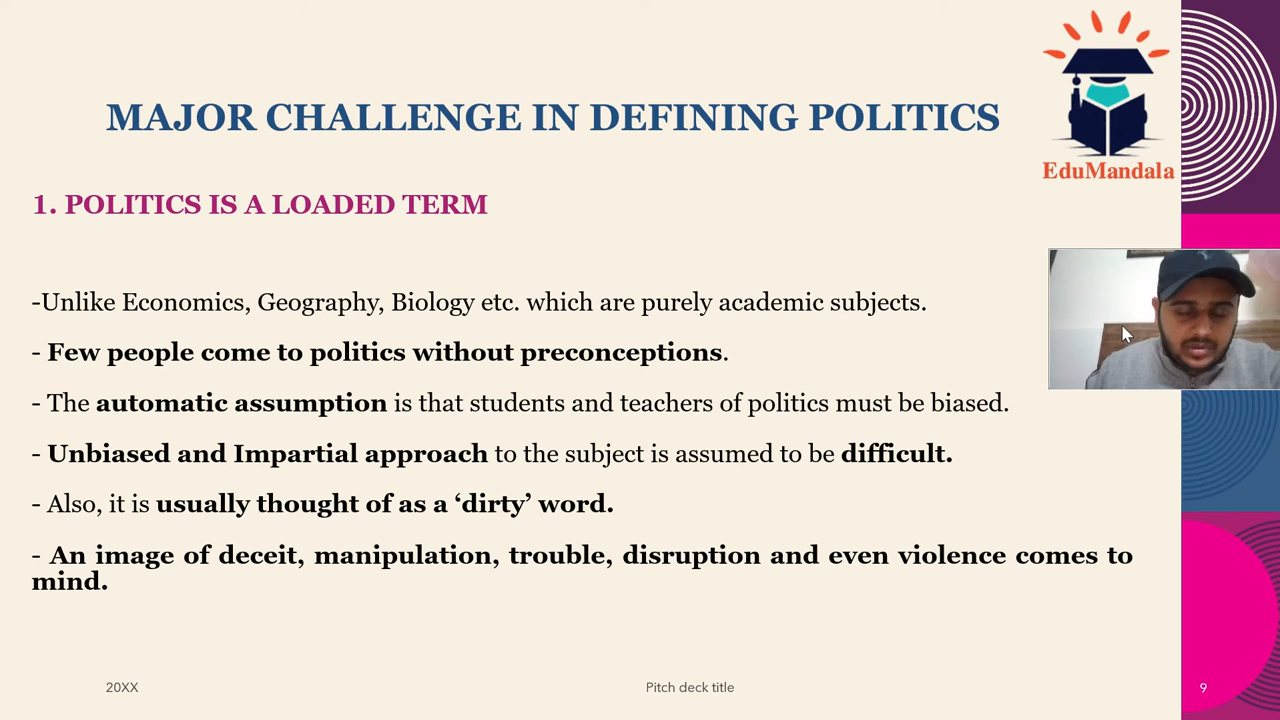 MAJOR CHALLENGE IN DEFINING POLITICS
EduMandala
1. POLITICS IS A LOADED TERM
-Unlike Economics, Geography, Biology etc. which are purely academic subjects.
- Few people come to politics without preconceptions.
- The automatic assumption is that students and teachers of politics must be biased.
- Unbiased and Impartial approach to the subject is assumed to be difficult.
- Also, it is usually thought of as a ‘dirty’ word.
- An image of deceit, manipulation, trouble, disruption and even violence comes to
mind.
20XX
Pitch deck title
9